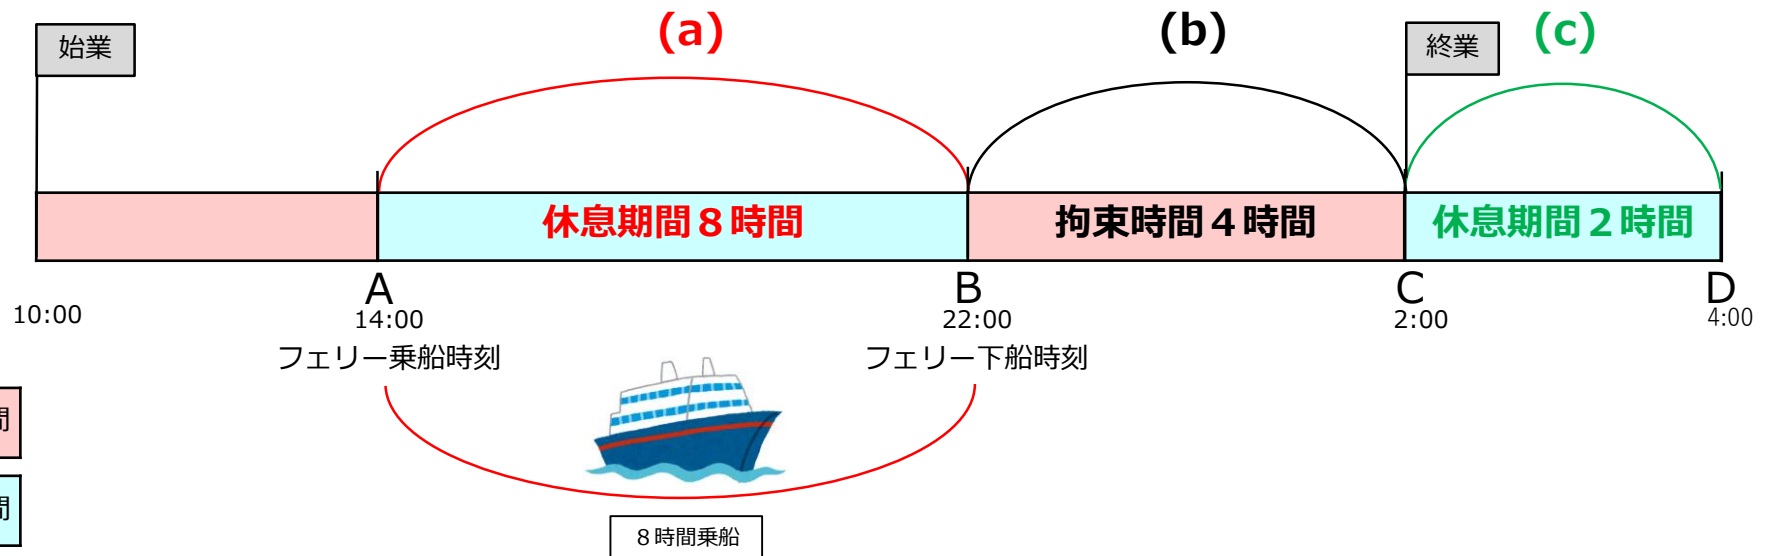 (a)
(b)
(c)
始業
終業
休息期間８時間
拘束時間４時間
休息期間２時間
A
B
C
D
10:00
14:00
22:00
2:00
4:00
フェリー乗船時刻
フェリー下船時刻
間
間
８時間乗船